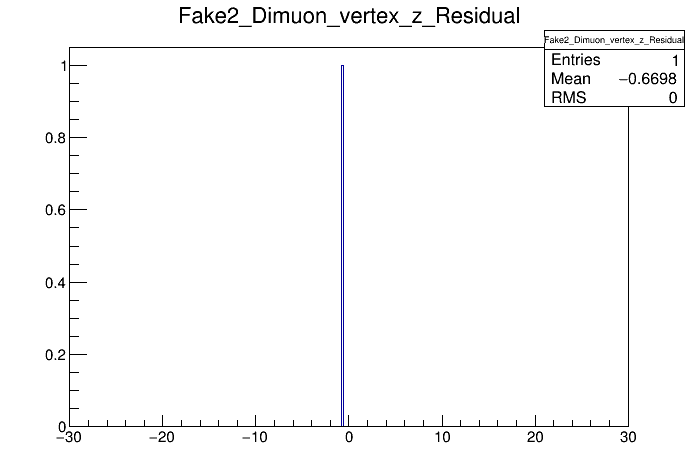 Fake2_Dimuon_vertex_z_Residual
Fake2_Dimuon_vertex_z_Residual
Entries 1
Mean −0.6698
RMS 0
1
0.8
0.6
0.4
0.2
0
−30 −20 −10 0 10 20 30